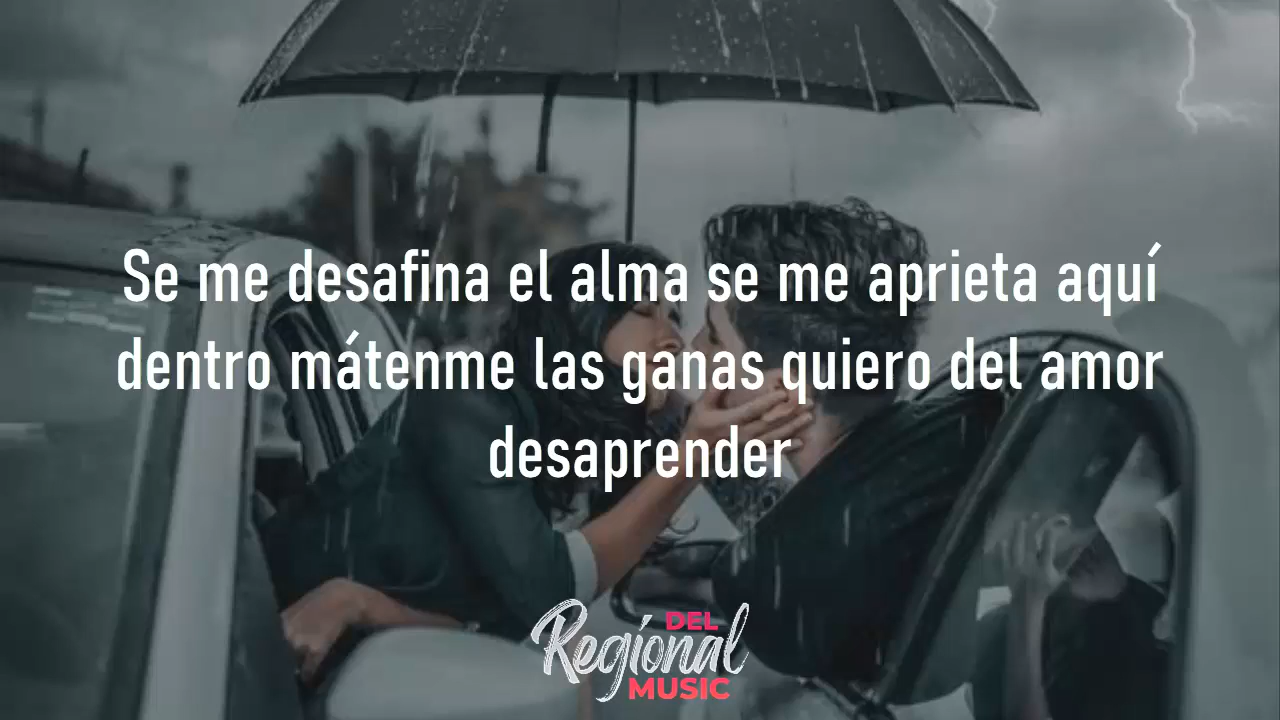 Se me desafina el alma se me aprieta aquí
dentro mátenme las ganas quiero del amor
desaprender
DEL
Regional
MUSIC